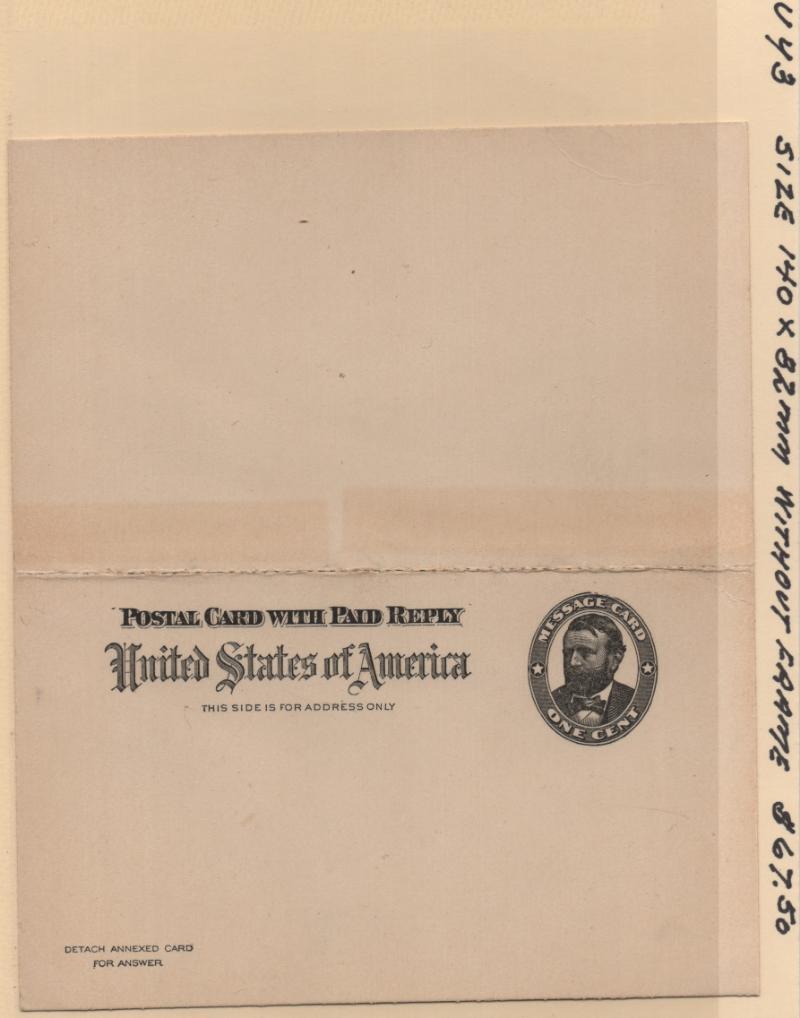 POSTAL CARD WITH PAID REPLY
United States of America
THIS SIDE IS FOR ADDRESS ONLY
MESSAGE CARD
ONE CENT
DETACH ANNEXED CARD
FOR ANSWER
SIZE 140 X 82MM WITHOUT FRAME $67.50